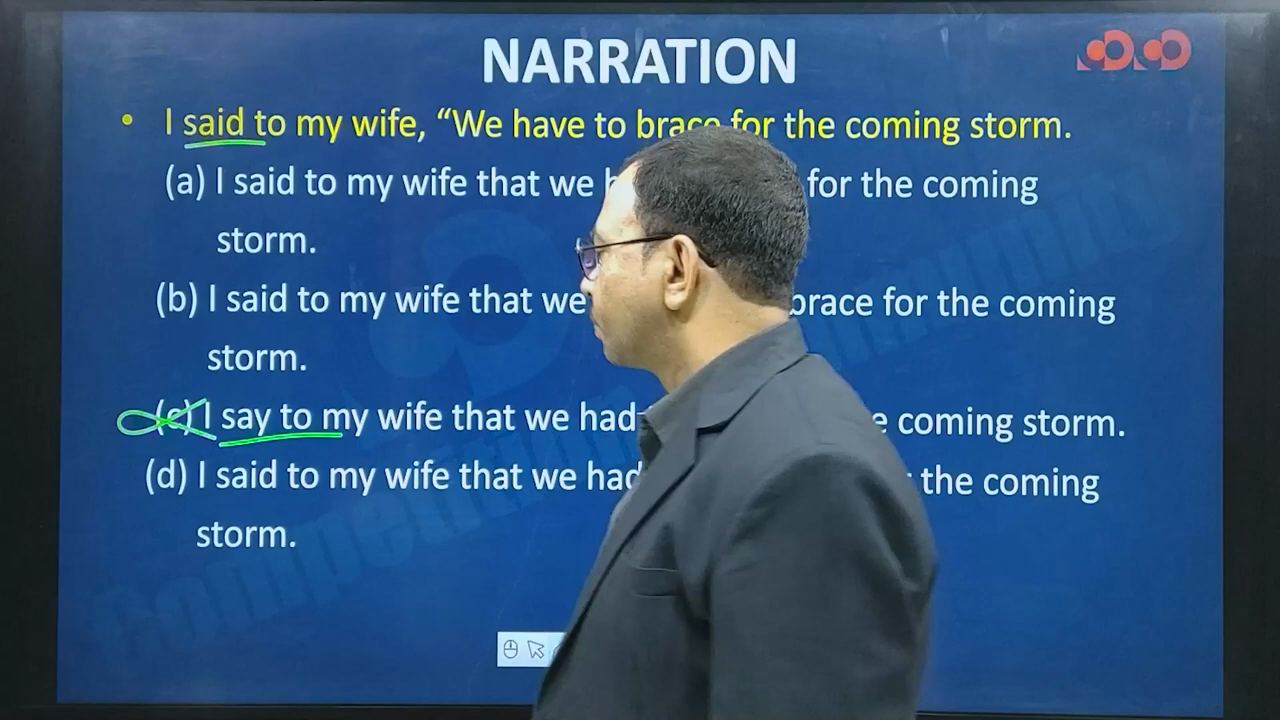 NARRATION
• I said to my wife, “We have to brace for the coming storm.
(a) I said to my wife that we for the coming
storm.
(b) I said to my wife that we brace for the coming
storm.
(c) I say to my wife that we had coming storm.
(d) I said to my wife that we had the coming
storm.